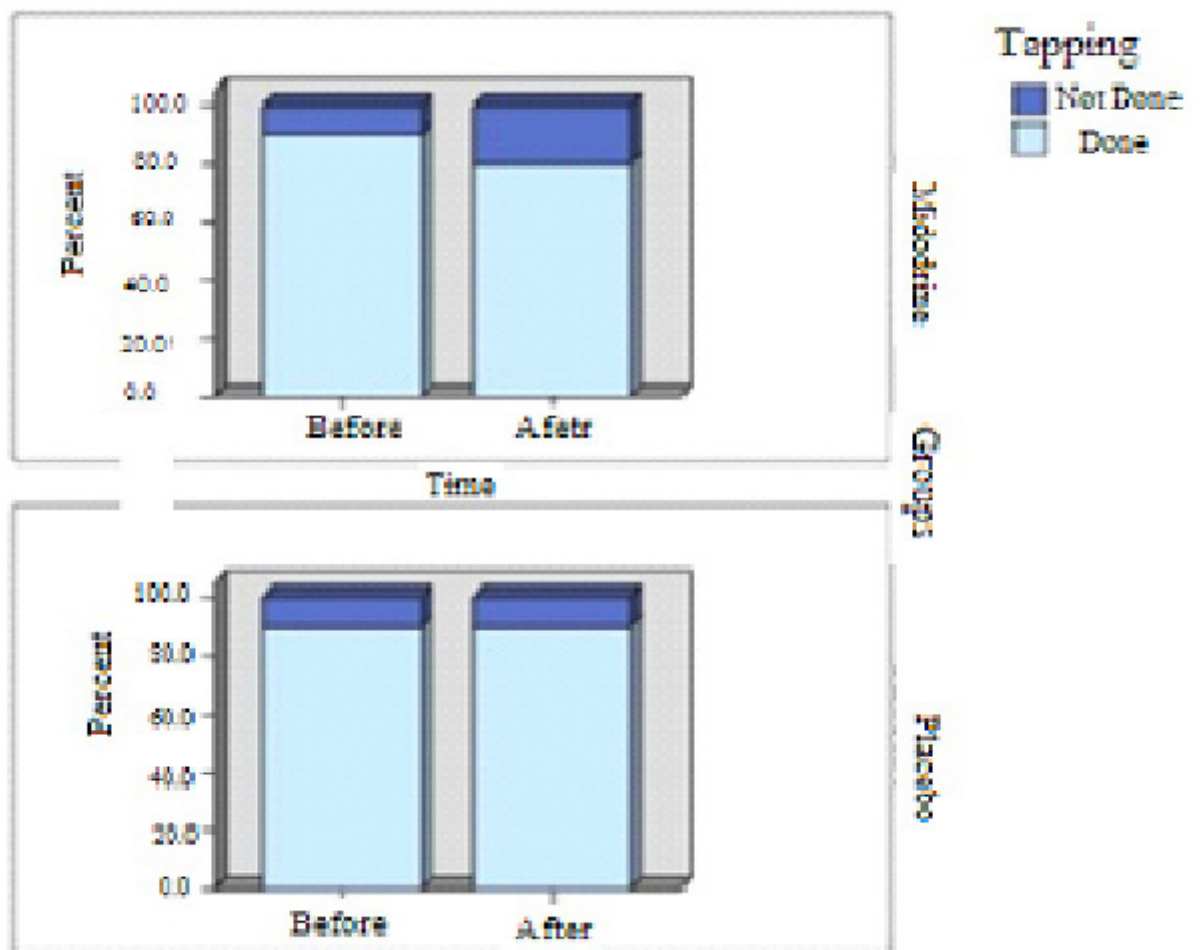 Tapping
Not Done
Done
100.0
80.0
60.0
40.0
20.0
0.0
Percent
Before
Afetr
Time
Midodrine
Groups
100.0
80.0
60.0
40.0
20.0
0.0
Percent
Before
After
Placebo